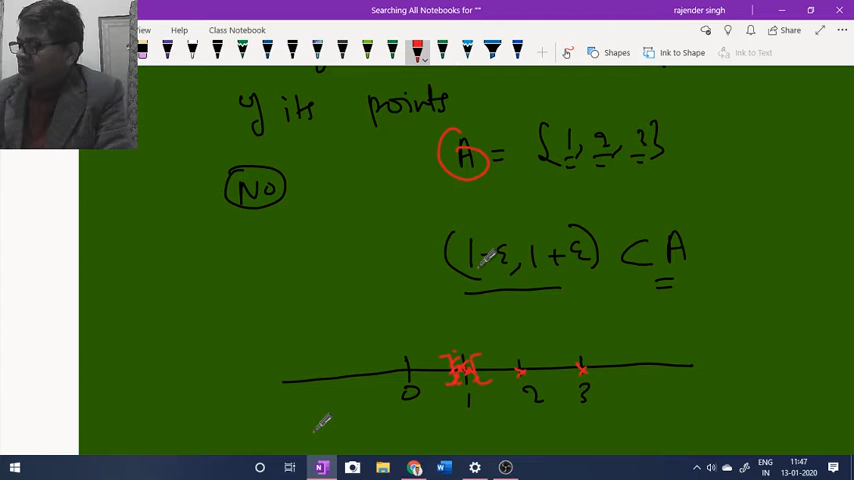 Searching All Notebooks for ""
rajender singh
View Help Class Notebook
Share
Shapes Ink to Shape Ink to Text
y its points
A = {1, 2, 3}
NO
(1-ε, 1+ε) ⊂ A
0 1 2 3
ENG 11:47
IN 13-01-2020